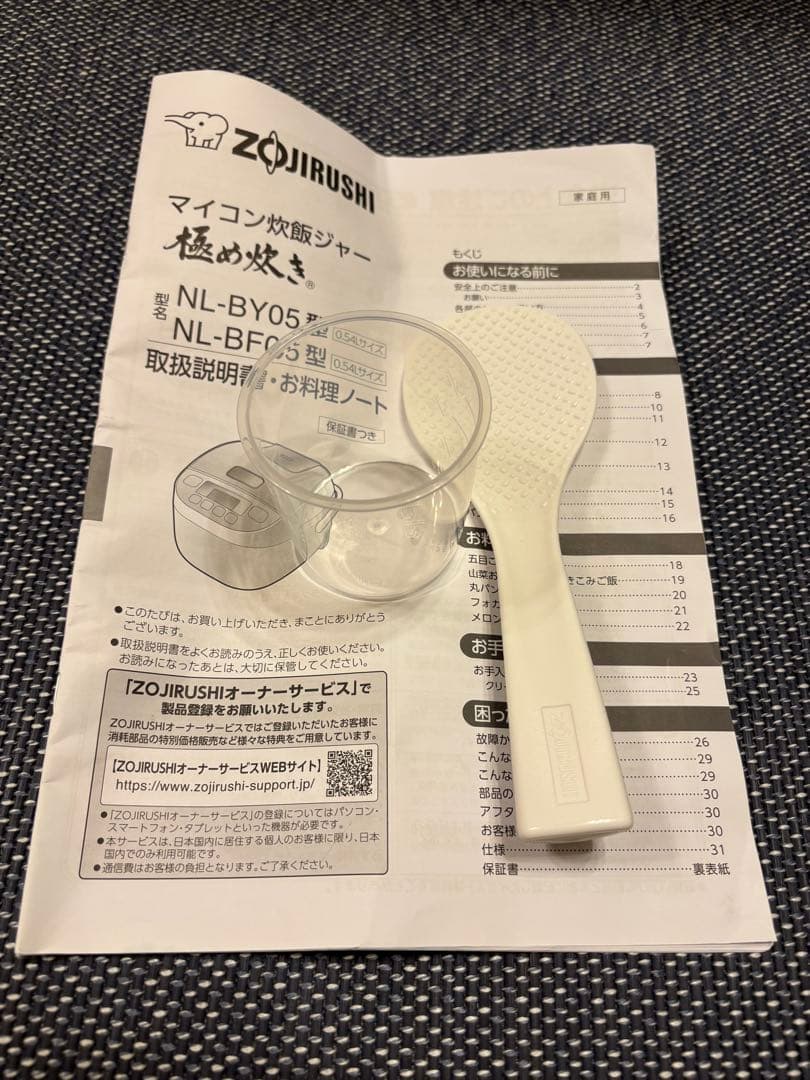 ZOJIRUSHI
マイコン炊飯ジャー
極め炊き®
型名 NL-BY05型 0.54Lサイズ
NL-BF05型 0.54Lサイズ
取扱説明書・お料理ノート
保証書つき
●このたびは、お買い上げいただき、まことにありがとう
ございます。
●取扱説明書をよくお読みのうえ、正しくお使いください。
お読みになったあとは、大切に保管してください。
「ZOJIRUSHIオーナーサービス」で
製品登録をお願いいたします。
ZOJIRUSHIオーナーサービスではご登録いただいたお客様に
消耗部品の特別価格販売など様々な特典をご用意しています。
【ZOJIRUSHIオーナーサービスWEBサイト】
https://www.zojirushi-support.jp/
●「ZOJIRUSHIオーナーサービス」の登録についてはパソコン・
スマートフォン・タブレットといった機器が必要です。
●本サービスは、日本国内に居住する個人のお客様に限り、日本
国内でのみ利用可能です。
●通信費はお客様の負担となります。ご了承ください。
家庭用
もくじ
お使いになる前に
安全上のご注意 2
お願い 3
各部の 4
5
6
7
7
8
10
11
12
13
14
15
16
お料
五目ご 18
山菜お きこみご飯 19
丸パン 20
フォカ 21
メロン 22
お手
お手入 23
クリー 25
困っ
故障か 26
こんな 29
こんな 29
部品の 30
アフタ 30
お客様 30
仕様 31
保証書 裏表紙
ZOJIRUSHI